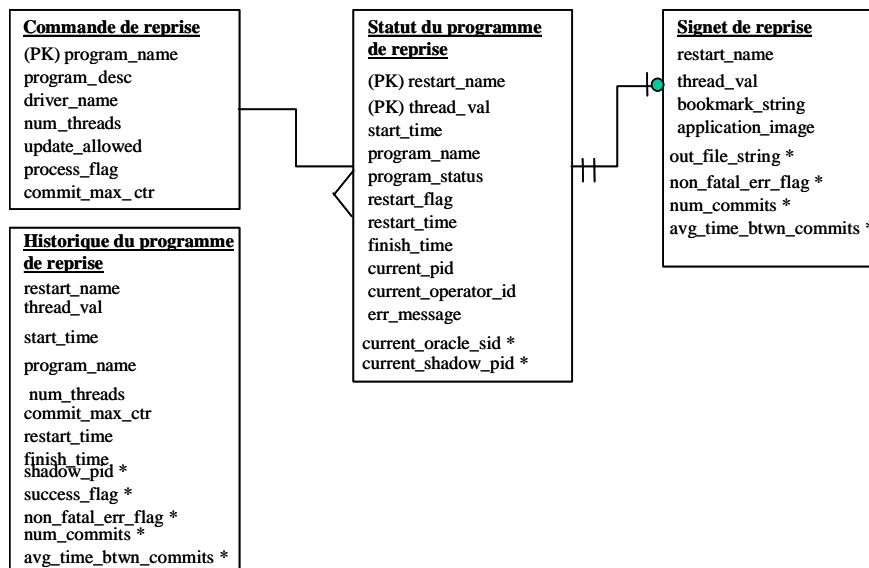 Commande de reprise
(PK) program_name
program_desc
driver_name
num_threads
update_allowed
process_flag
commit_max_ ctr
Historique du programme
de reprise
restart_name
thread_val
start_time
program_name
num_threads
commit_max_ctr
restart_time
finish_time
shadow_pid *
success_flag *
non_fatal_err_flag *
num_commits *
avg_time_btwn_commits *
Statut du programme
de reprise
(PK) restart_name
(PK) thread_val
start_time
program_name
program_status
restart_flag
restart_time
finish_time
current_pid
current_operator_id
err_message
current_oracle_sid *
current_shadow_pid *
Signet de reprise
restart_name
thread_val
bookmark_string
application_image
out_file_string *
non_fatal_err_flag *
num_commits *
avg_time_btwn_commits *